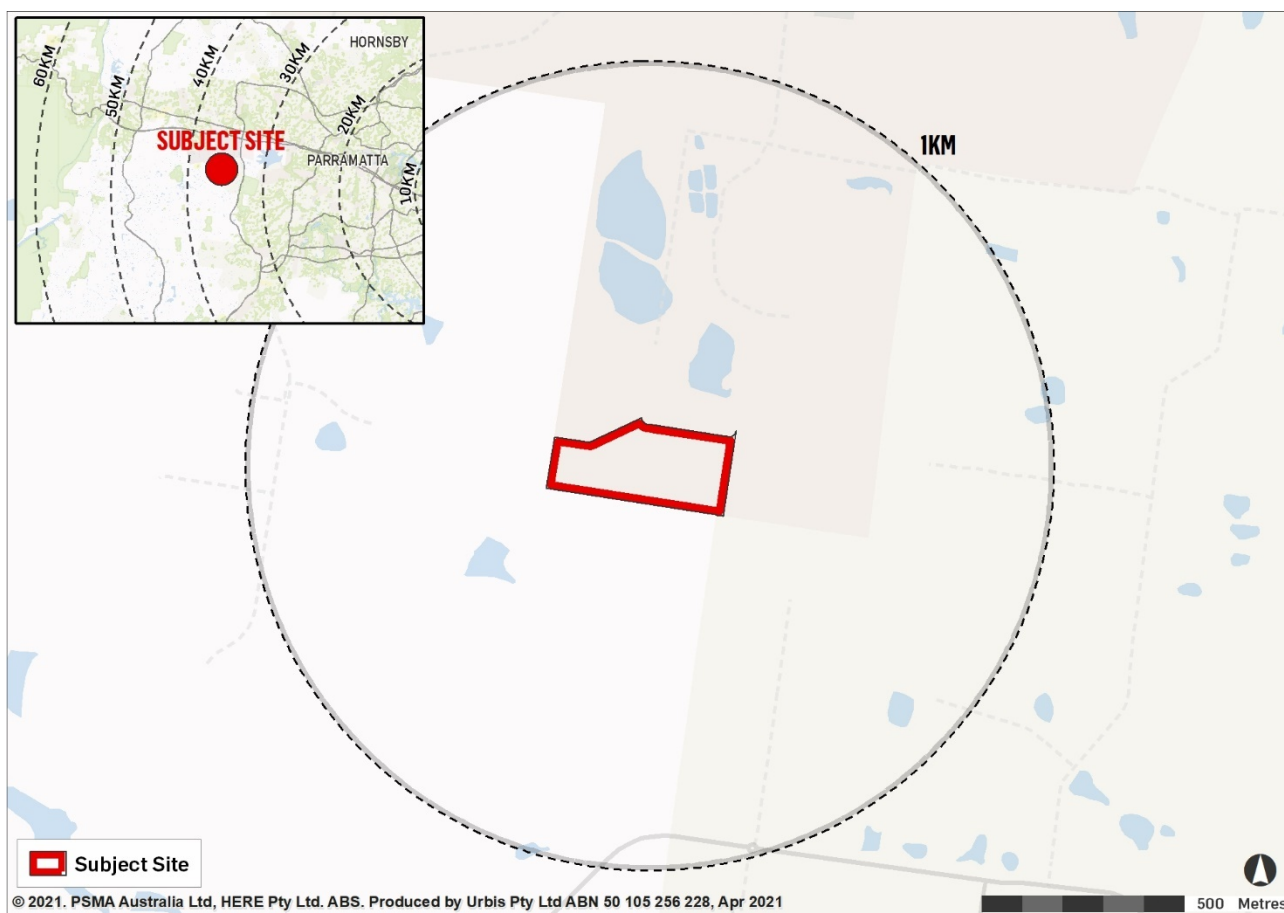 HORNSBY
60KM
50KM
40KM
30KM
20KM
10KM
SUBJECT SITE
PARRAMATTA
1KM
Subject Site
© 2021. PSMA Australia Ltd, HERE Pty Ltd. ABS. Produced by Urbis Pty Ltd ABN 50 105 256 228, Apr 2021
500 Metres